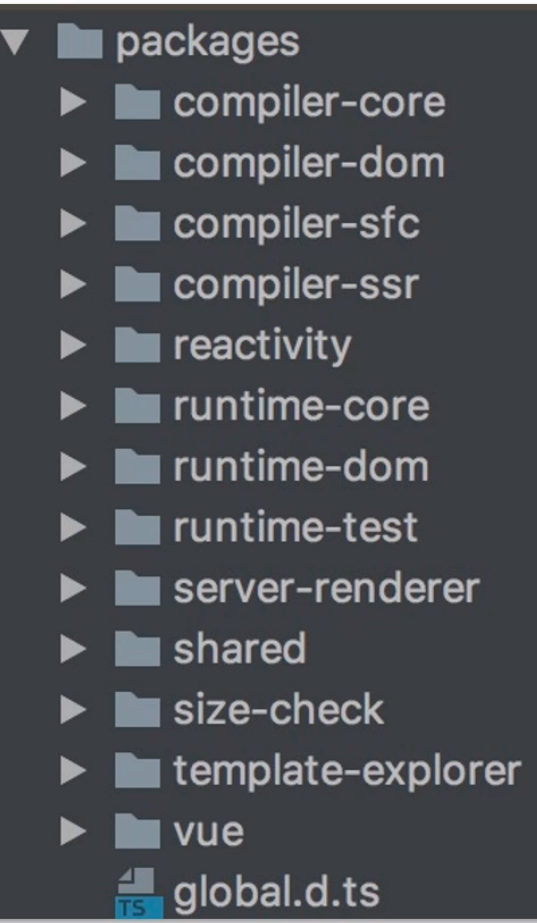 packages
compiler-core
compiler-dom
compiler-sfc
compiler-ssr
reactivity
runtime-core
runtime-dom
runtime-test
server-renderer
shared
size-check
template-explorer
vue
TS global.d.ts